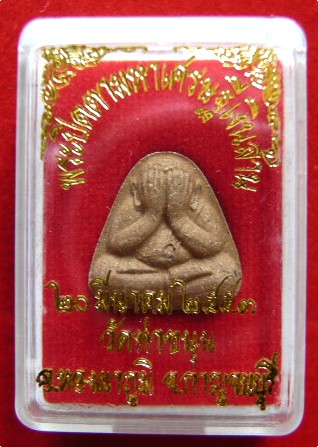 พระปิดตามหาเศรษฐีเงินล้าน
๒๐ มีนาคม ๒๕๕๓
วัดท่าขนุน
อ.ทองผาภูมิ จ.กาญจนบุรี